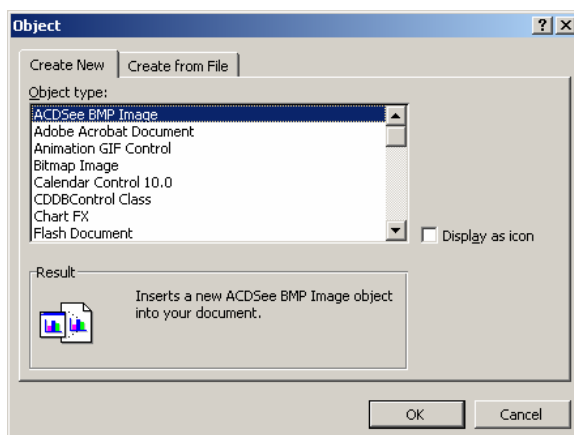 Object
Create New
Create from File
Object type:
ACDSee BMP Image
Adobe Acrobat Document
Animation GIF Control
Bitmap Image
Calendar Control 10.0
CDDBControl Class
Chart FX
Flash Document
Display as icon
Result
Inserts a new ACDSee BMP Image object
into your document.
OK
Cancel